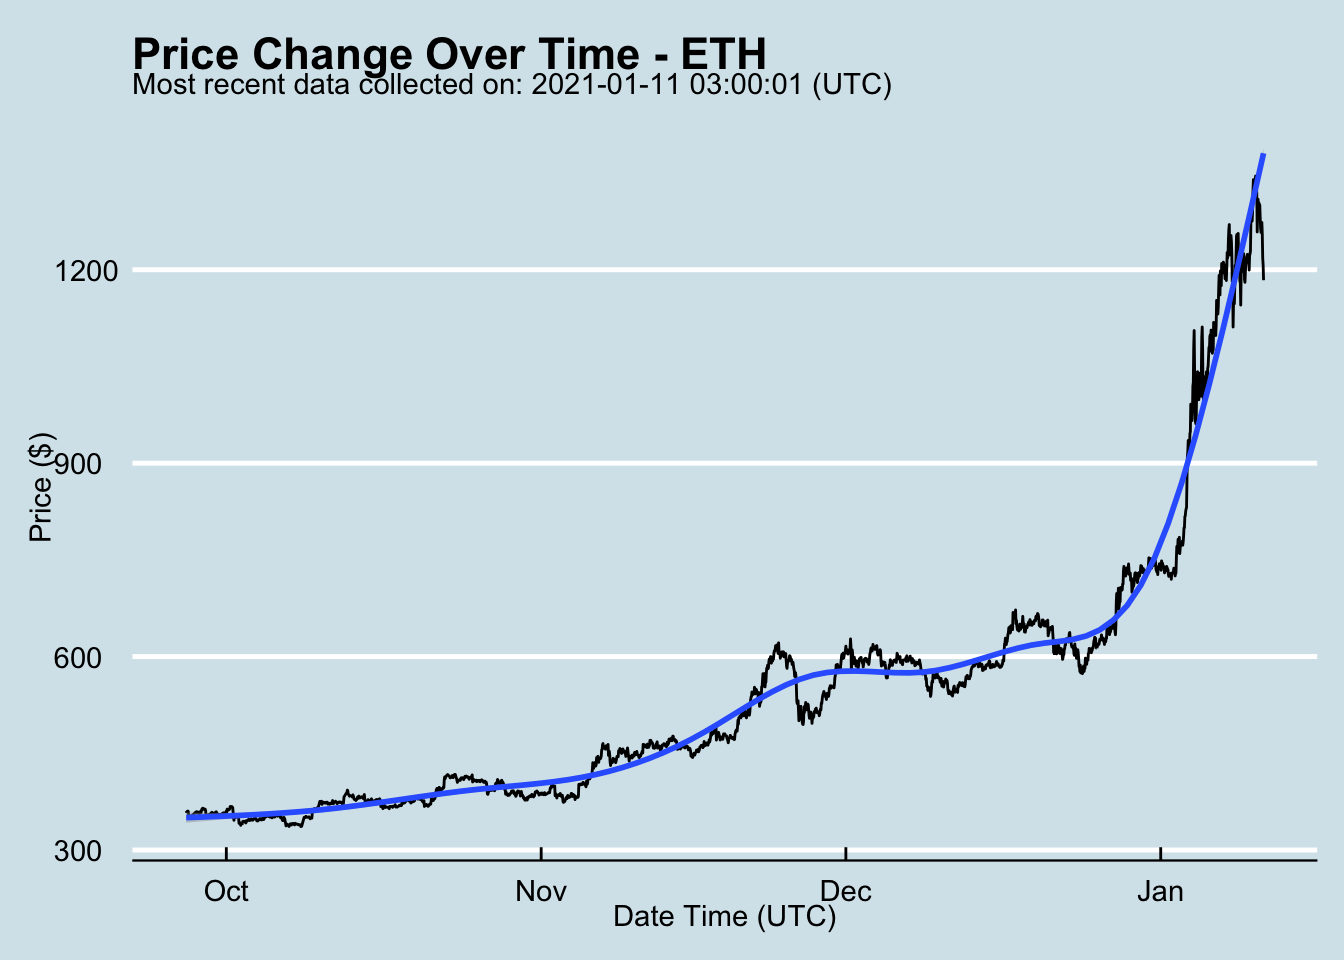 Price Change Over Time - ETH
Most recent data collected on: 2021-01-11 03:00:01 (UTC)
Price ($)
1200
900
600
300
Oct Nov Dec Jan
Date Time (UTC)